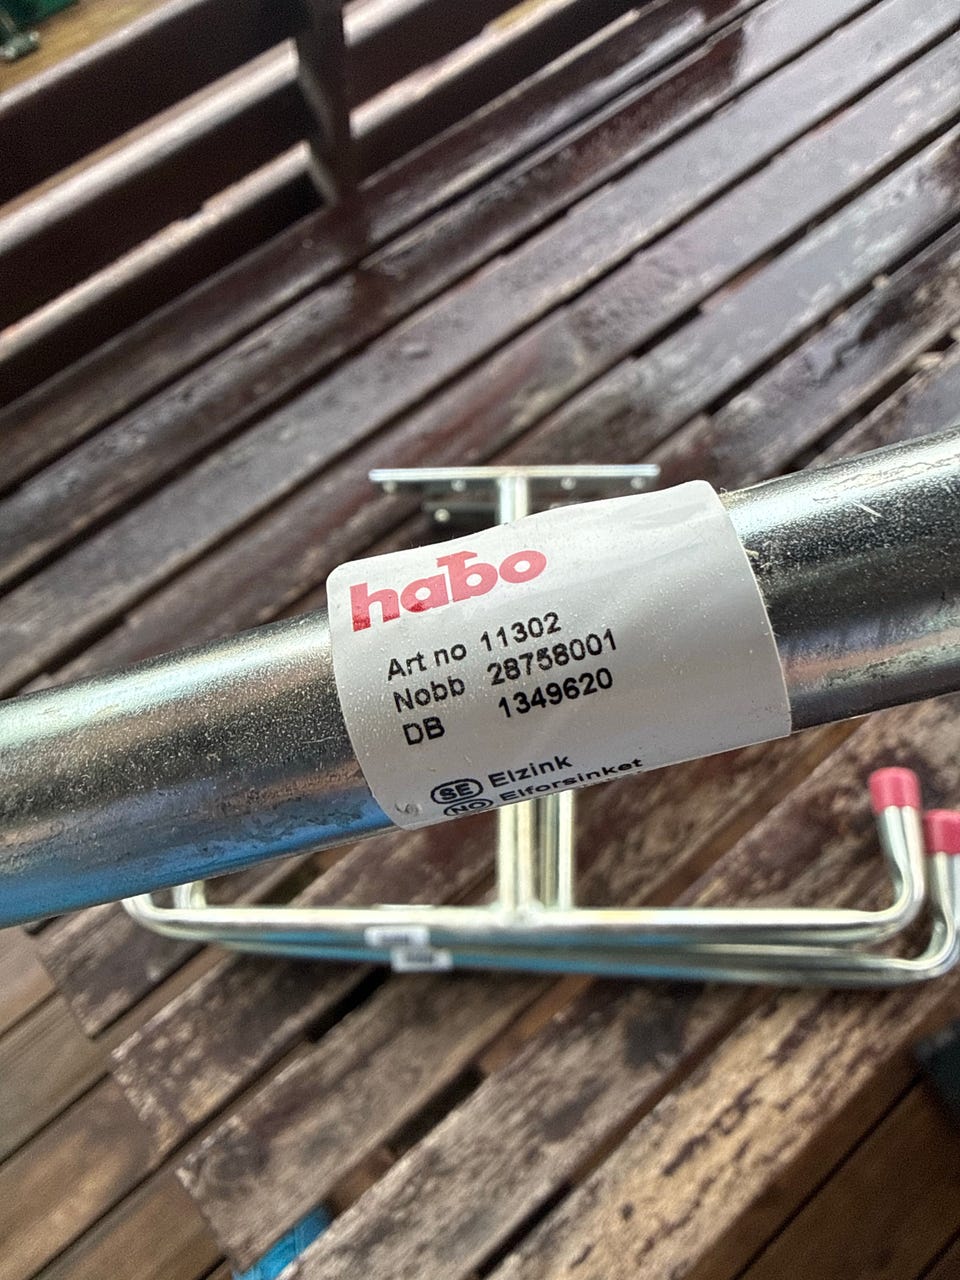 habo
Art no 11302
Nobb 28758001
DB 1349620
SE Elzink
NO Elforsinket